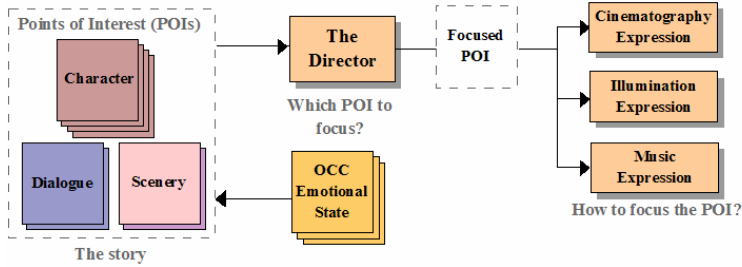 Points of Interest (POIs)
Character
Dialogue
Scenery
The story
The
Director
Which POI to
focus?
OCC
Emotional
State
Focused
POI
Cinematography
Expression
Illumination
Expression
Music
Expression
How to focus the POI?